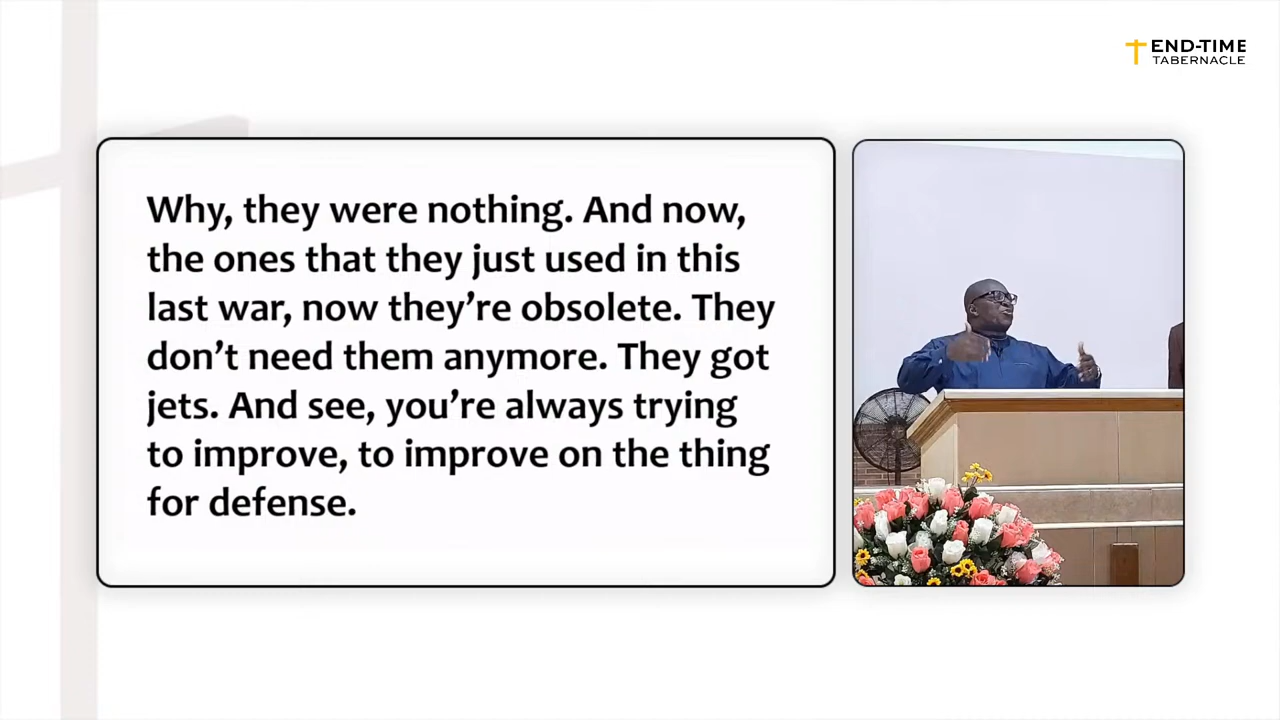 END-TIME
TABERNACLE
Why, they were nothing. And now,
the ones that they just used in this
last war, now they’re obsolete. They
don’t need them anymore. They got
jets. And see, you’re always trying
to improve, to improve on the thing
for defense.